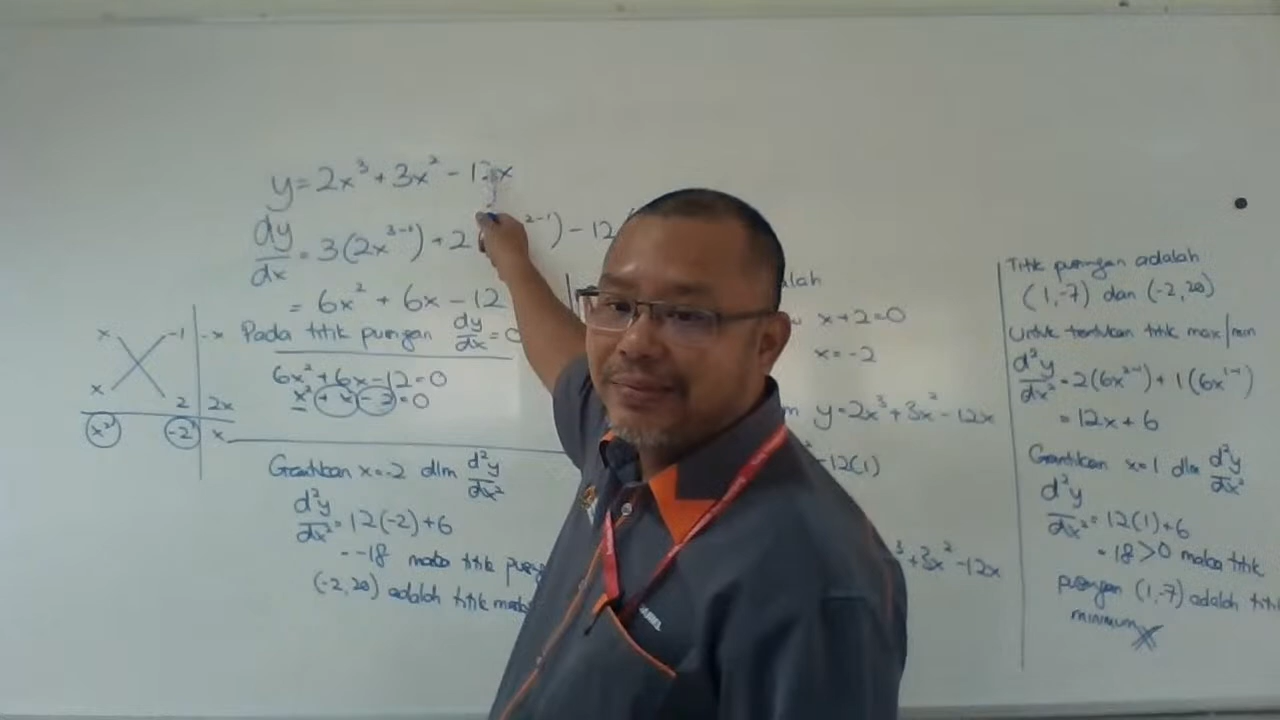 y = 2x³ + 3x² - 12x
dy/dx = 3(2x³⁻¹) + 2( ²⁻¹) - 12
= 6x² + 6x - 12
Pada titik pusingan dy/dx = 0
6x² + 6x - 12 = 0
x² + x - 2 = 0
x -1 -x
x 2 2x
x² -2 x
Gantikan x = -2 dlm d²y/dx²
d²y/dx² = 12(-2) + 6
= -18 maka titik
(-2, 20) adalah titik
x + 2 = 0
x = -2
y = 2x³ + 3x² - 12x
-12(1)
³ + 3x² - 12x
Titik pusingan adalah
(1, -7) dan (-2, 20)
Untuk tentukan titik max/min
d²y/dx² = 2(6x²⁻¹) + 1(6x¹⁻¹)
= 12x + 6
Gantikan x = 1 dlm d²y/dx²
d²y/dx² = 12(1) + 6
= 18 > 0 maka titik
pusingan (1, -7) adalah
minimum